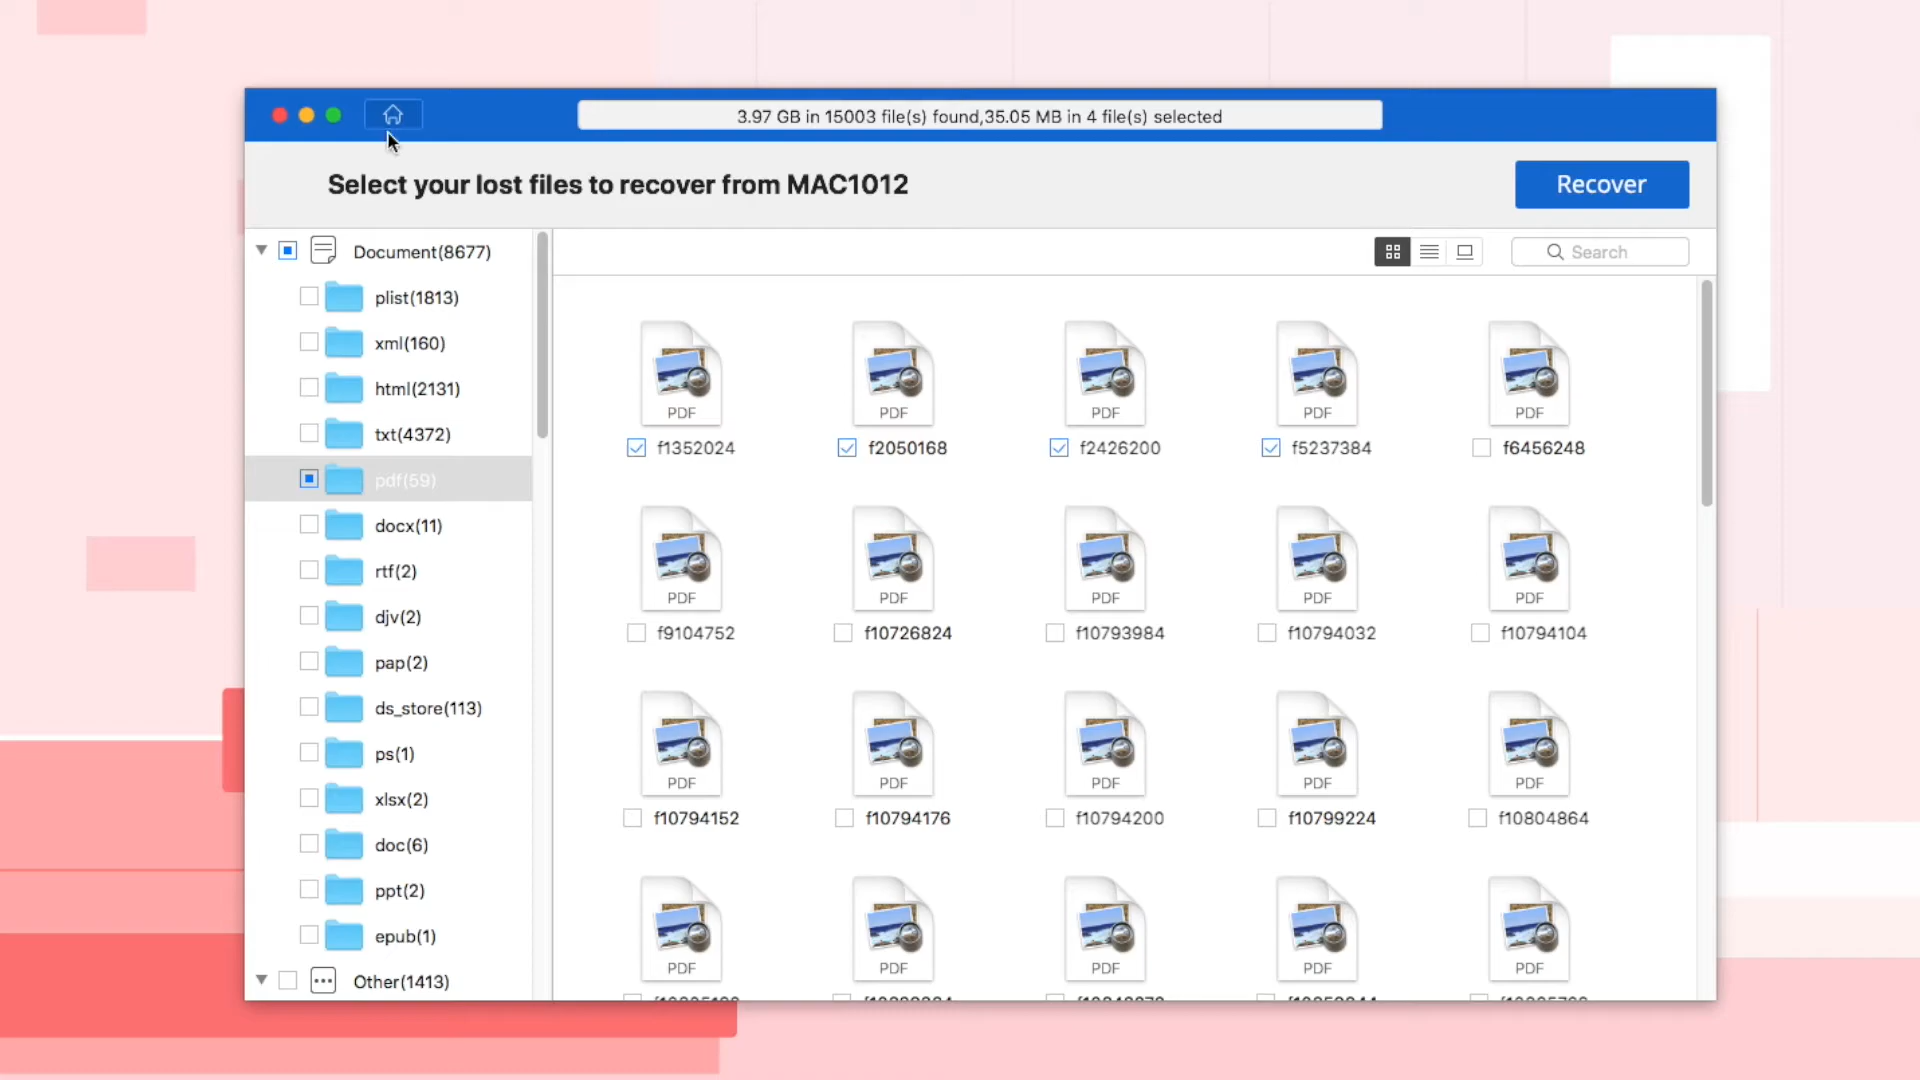 3.97 GB in 15003 file(s) found,35.05 MB in 4 file(s) selected
Select your lost files to recover from MAC1012
Recover
Search
Document(8677)
plist(1813)
xml(160)
html(2131)
txt(4372)
pdf(59)
docx(11)
rtf(2)
djv(2)
pap(2)
ds_store(113)
ps(1)
xlsx(2)
doc(6)
ppt(2)
epub(1)
Other(1413)
PDF PDF PDF PDF PDF
f1352024 f2050168 f2426200 f5237384 f6456248
PDF PDF PDF PDF PDF
f9104752 f10726824 f10793984 f10794032 f10794104
PDF PDF PDF PDF PDF
f10794152 f10794176 f10794200 f10799224 f10804864
PDF PDF PDF PDF PDF